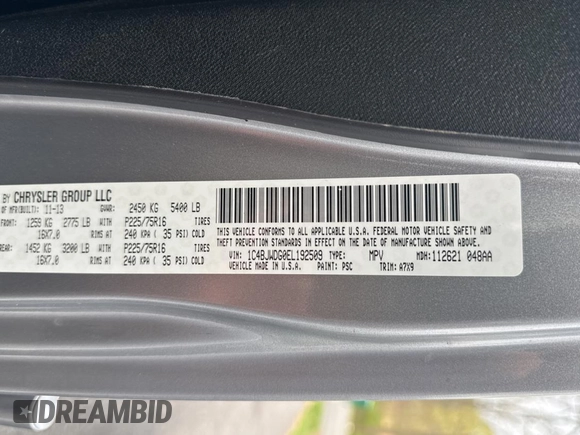 BY CHRYSLER GROUP LLC
OF MFR(BUILT): 11-13 GVWR: 2450 KG 5400 LB
FRONT: 1259 KG 2775 LB WITH P225/75R16 TIRES
16X7.0 RIMS AT 240 KPA ( 35 PSI) COLD
REAR: 1452 KG 3200 LB WITH P225/75R16 TIRES
16X7.0 RIMS AT 240 KPA ( 35 PSI) COLD
THIS VEHICLE CONFORMS TO ALL APPLICABLE U.S.A. FEDERAL MOTOR VEHICLE SAFETY
AND THEFT PREVENTION STANDARDS IN EFFECT ON THE DATE OF MANUFACTURE SHOWN ABOVE.
VIN: 1C4BJWDG0EL192509 TYPE: MPV MDH: 112621 048AA
VEHICLE MADE IN U.S.A. PAINT: PSC TRIM: A7X9
DREAMBID